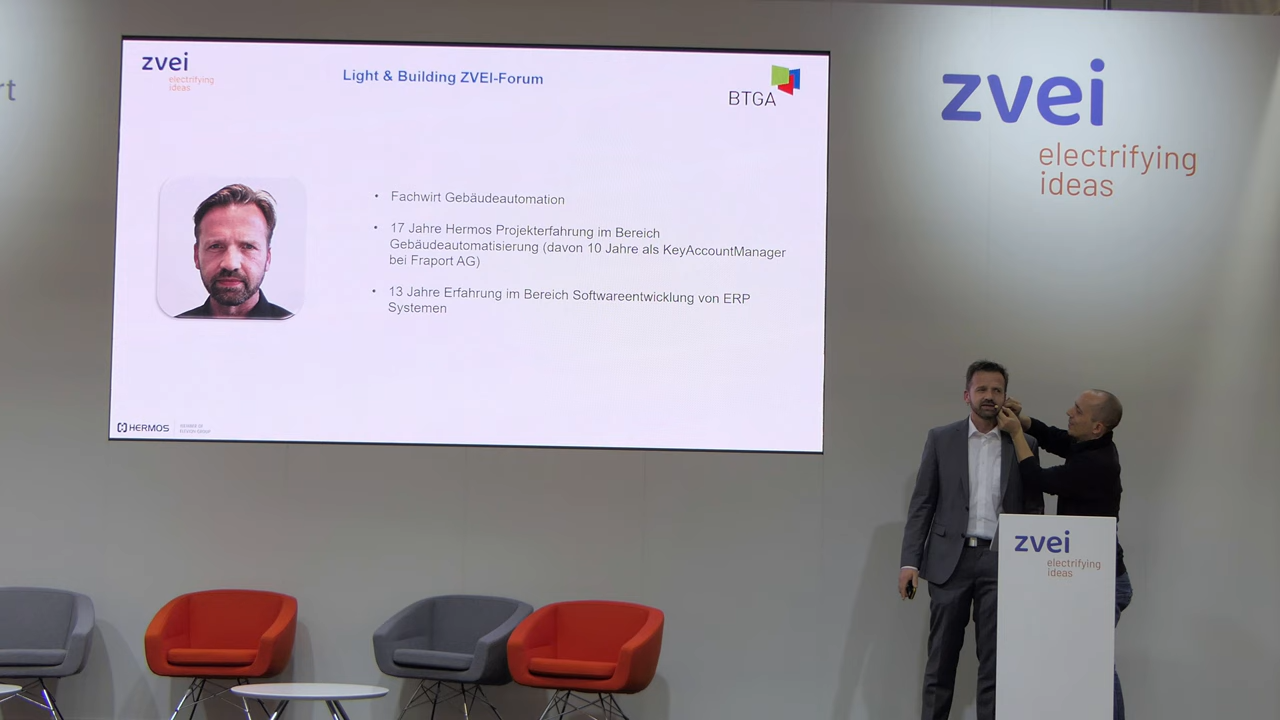 rt
zvei
electrifying
ideas
Light & Building ZVEI-Forum
BTGA
• Fachwirt Gebäudeautomation
• 17 Jahre Hermos Projekterfahrung im Bereich
Gebäudeautomatisierung (davon 10 Jahre als KeyAccountManager
bei Fraport AG)
• 13 Jahre Erfahrung im Bereich Softwareentwicklung von ERP
Systemen
HERMOS
zvei
electrifying
ideas
zvei
electrifying
ideas